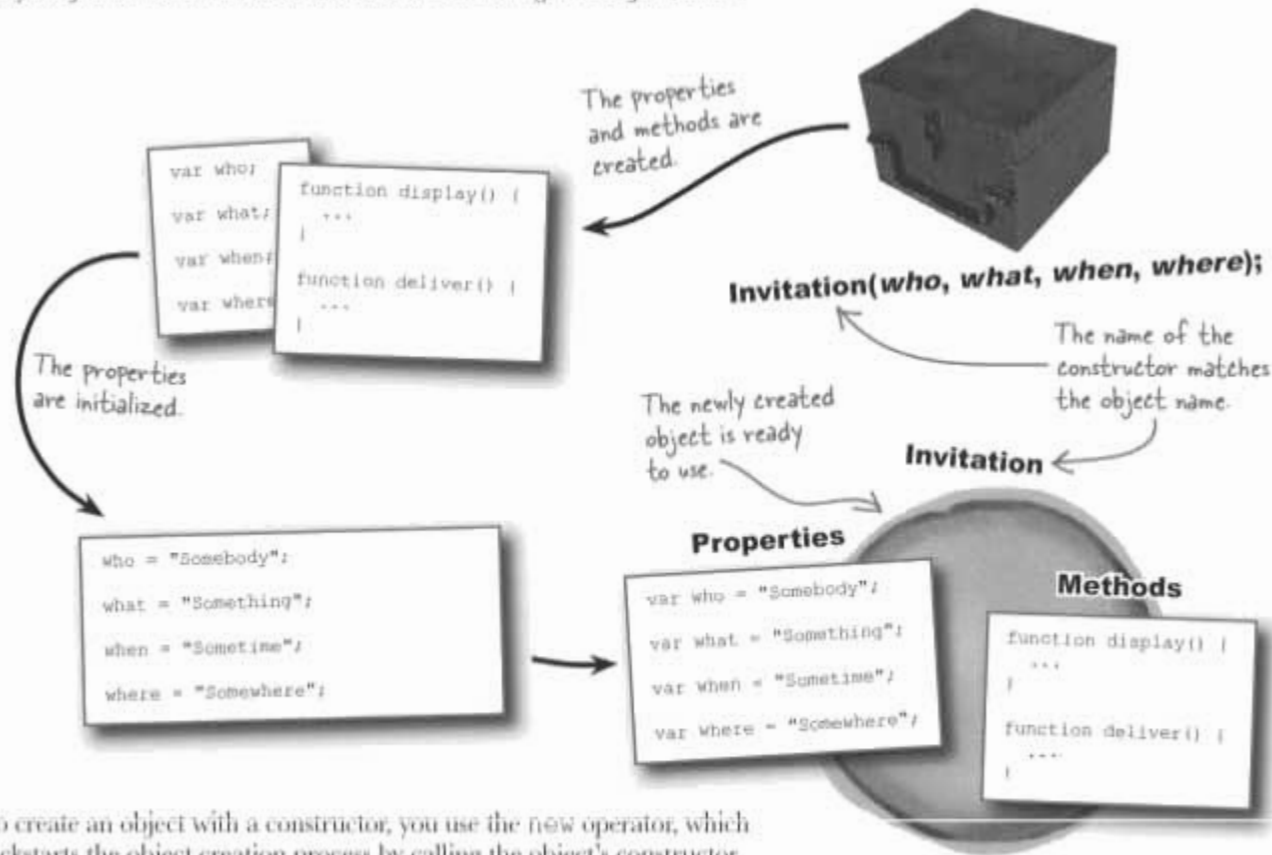 The properties
and methods are
created.
var who;
var what;
var when;
var where
function display() {
...
}
function deliver() {
...
}
Invitation(who, what, when, where);
The name of the
constructor matches
the object name.
The properties
are initialized.
The newly created
object is ready
to use.
Invitation
who = "Somebody";
what = "Something";
when = "Sometime";
where = "Somewhere";
Properties
var who = "Somebody";
var what = "Something";
var when = "Sometime";
var where = "Somewhere";
Methods
function display() {
...
}
function deliver() {
...
}
o create an object with a constructor, you use the new operator, which
ckstarts the object creation process by calling the object's constructor.